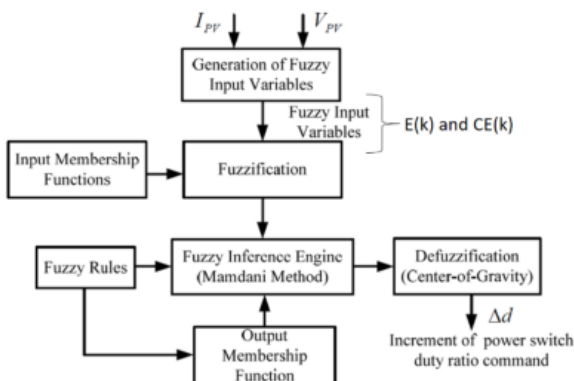 I_PV V_PV
Generation of Fuzzy
Input Variables
Fuzzy Input
Variables
E(k) and CE(k)
Input Membership
Functions
Fuzzification
Fuzzy Rules
Fuzzy Inference Engine
(Mamdani Method)
Defuzzification
(Center-of-Gravity)
Δd
Increment of power switch
duty ratio command
Output
Membership
Function